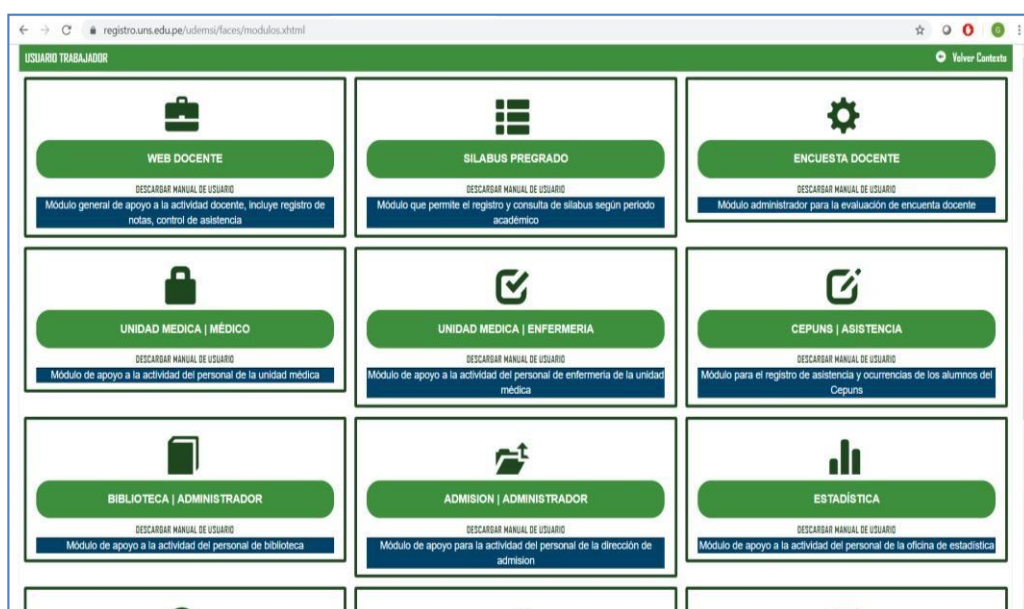 registro.uns.edu.pe/udemsi/faces/modulos.xhtml
G
USUARIO TRABAJADOR
Volver Contexto
WEB DOCENTE
DESCARGAR MANUAL DE USUARIO
Módulo general de apoyo a la actividad docente, incluye registro de
notas, control de asistencia
SILABUS PREGRADO
DESCARGAR MANUAL DE USUARIO
Módulo que permite el registro y consulta de silabus según periodo
académico
ENCUESTA DOCENTE
DESCARGAR MANUAL DE USUARIO
Módulo administrador para la evaluación de encuenta docente
UNIDAD MEDICA | MÉDICO
DESCARGAR MANUAL DE USUARIO
Módulo de apoyo a la actividad del personal de la unidad médica
UNIDAD MEDICA | ENFERMERIA
DESCARGAR MANUAL DE USUARIO
Módulo de apoyo a la actividad del personal de enfermeria de la unidad
médica
CEPUNS | ASISTENCIA
DESCARGAR MANUAL DE USUARIO
Módulo para el registro de asistencia y ocurrencias de los alumnos del
Cepuns
BIBLIOTECA | ADMINISTRADOR
DESCARGAR MANUAL DE USUARIO
Módulo de apoyo a la actividad del personal de biblioteca
ADMISION | ADMINISTRADOR
DESCARGAR MANUAL DE USUARIO
Módulo de apoyo para la actividad del personal de la dirección de
admision
ESTADÍSTICA
DESCARGAR MANUAL DE USUARIO
Módulo de apoyo a la actividad del personal de la oficina de estadística